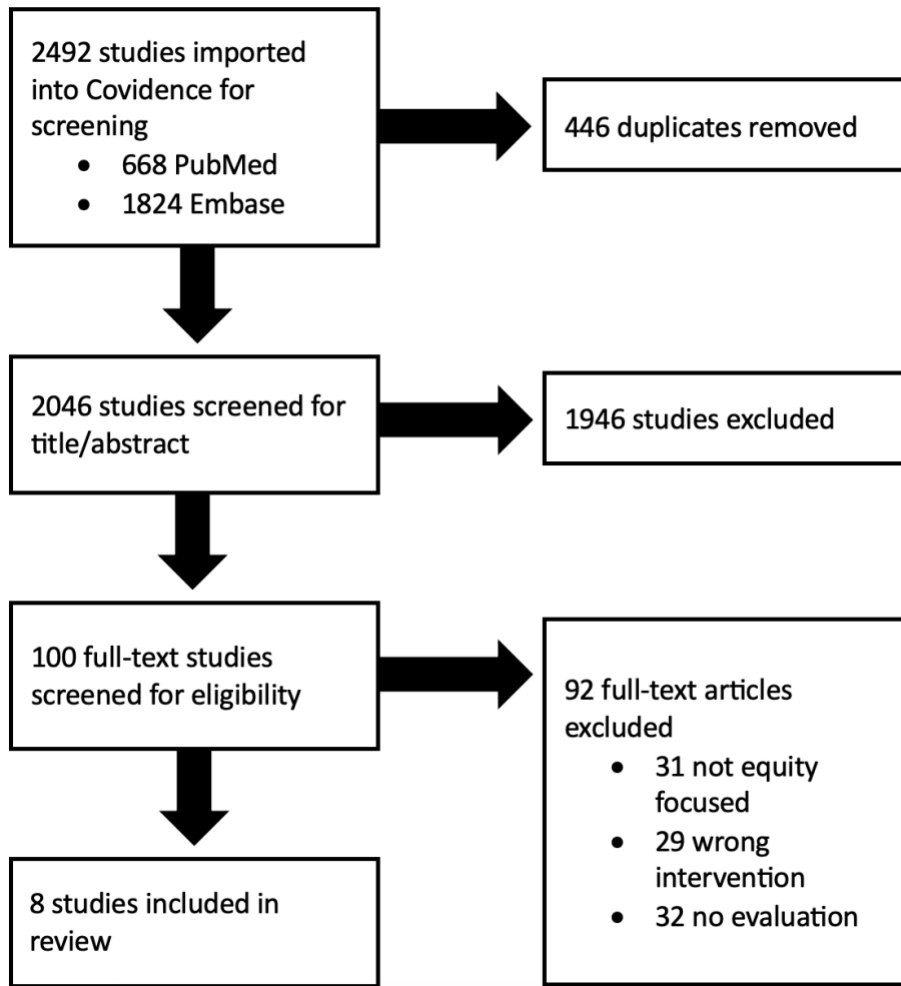 2492 studies imported
into Covidence for
screening
• 668 PubMed
• 1824 Embase
446 duplicates removed
2046 studies screened for
title/abstract
1946 studies excluded
100 full-text studies
screened for eligibility
92 full-text articles
excluded
• 31 not equity
focused
• 29 wrong
intervention
• 32 no evaluation
8 studies included in
review